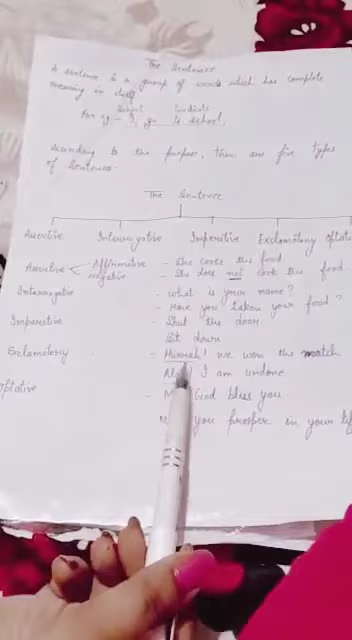 The Sentence
A sentence is a group of words which has complete
meaning in itself
Subject
For eg - I go to school.
According to the purpose, there are five types
of Sentence
The Sentence
Assertive Interrogative Imperative Exclamatory optat
Assertive Affirmative - She cooks the food
negative - She does not cook the food.
Interrogative - What is your name?
- Have you taken your food?
Imperative - Shut the door.
Sit down
Exclamatory - Hurrah! we won the match
I am undone
optative - God bless you
you prosper in your lif